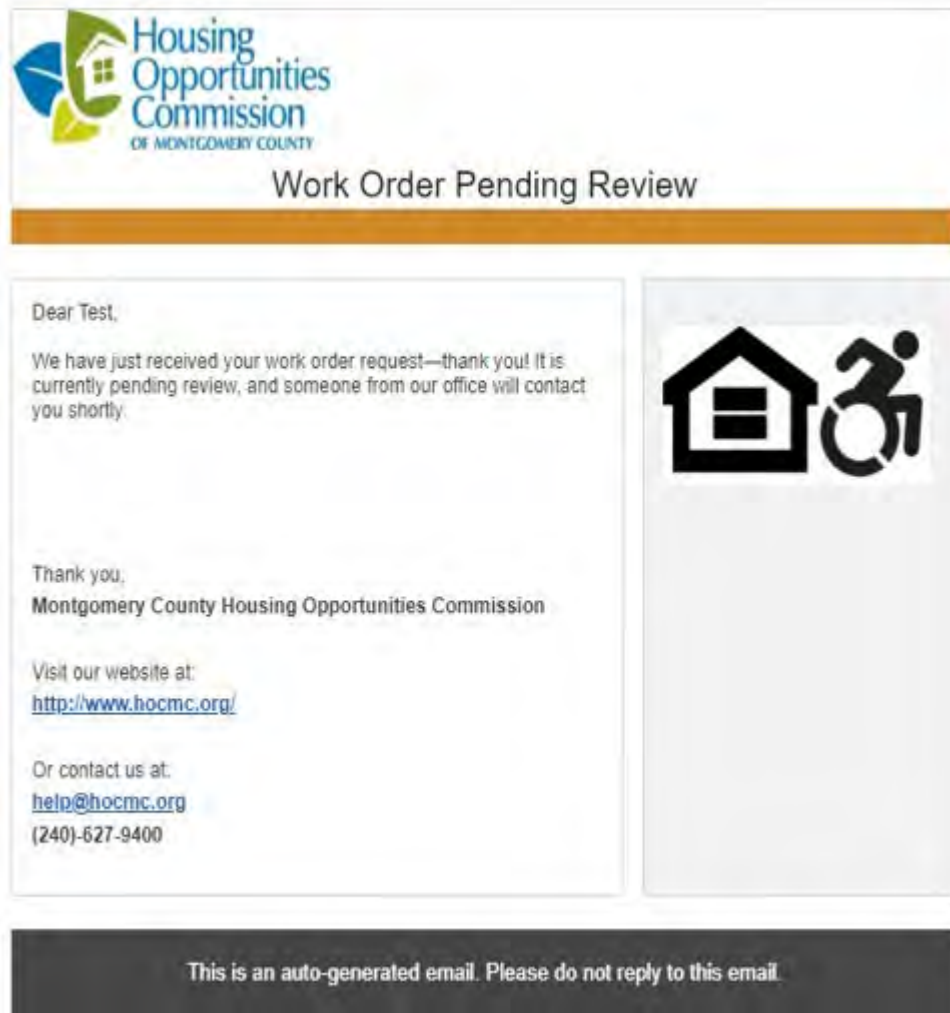 Housing
Opportunities
Commission
OF MONTGOMERY COUNTY
Work Order Pending Review
Dear Test,
We have just received your work order request—thank you! It is
currently pending review, and someone from our office will contact
you shortly.
Thank you,
Montgomery County Housing Opportunities Commission
Visit our website at:
http://www.hocmc.org/
Or contact us at:
help@hocmc.org
(240)-627-9400
This is an auto-generated email. Please do not reply to this email.